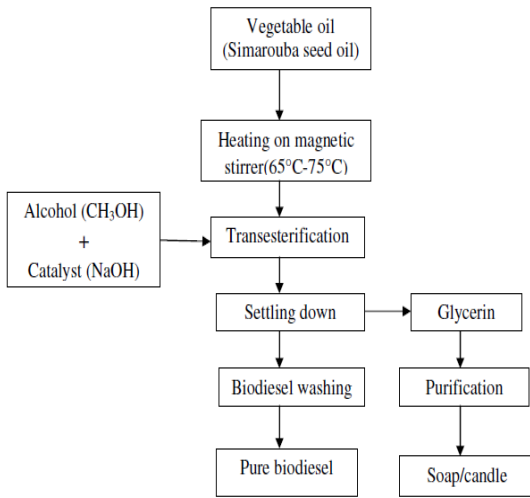 Vegetable oil
(Simarouba seed oil)
Heating on magnetic
stirrer(65°C-75°C)
Alcohol (CH₃OH)
+
Catalyst (NaOH)
Transesterification
Settling down
Glycerin
Biodiesel washing
Purification
Pure biodiesel
Soap/candle